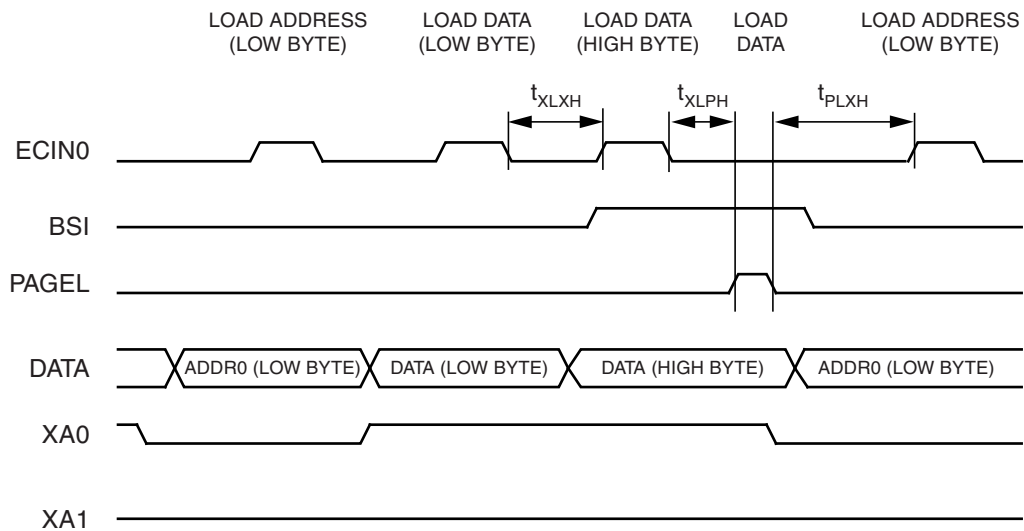 LOAD ADDRESS LOAD DATA LOAD DATA LOAD LOAD ADDRESS
(LOW BYTE) (LOW BYTE) (HIGH BYTE) DATA (LOW BYTE)
tXLXH tXLPH tPLXH
ECIN0
BSI
PAGEL
DATA ADDR0 (LOW BYTE) DATA (LOW BYTE) DATA (HIGH BYTE) ADDR0 (LOW BYTE)
XA0
XA1